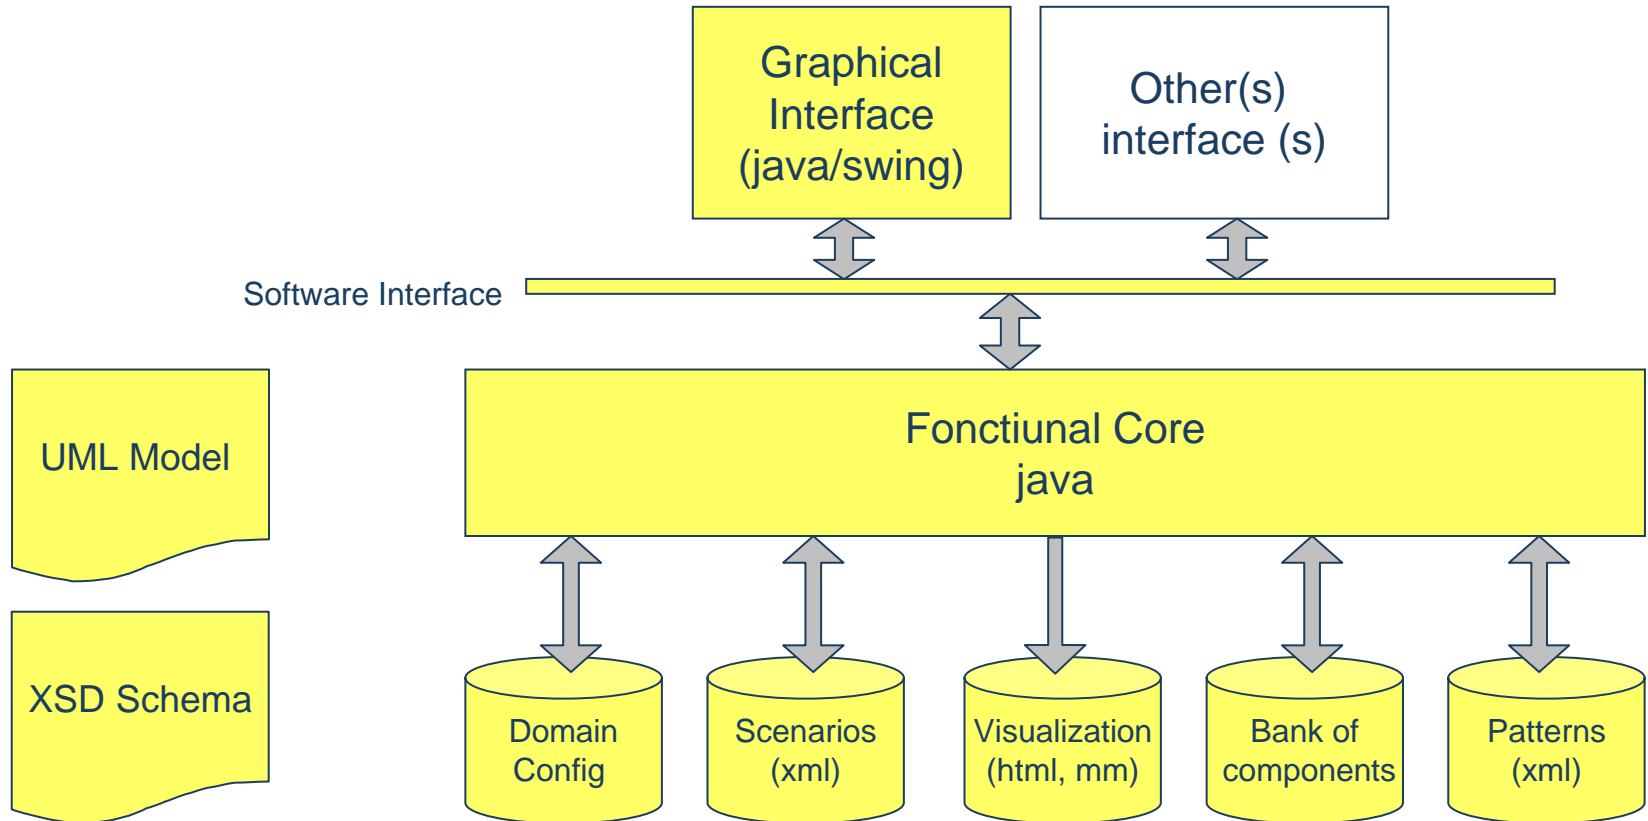 Graphical
Interface
(java/swing)
Other(s)
interface (s)
Software Interface
UML Model
Fonctiunal Core
java
XSD Schema
Domain
Config
Scenarios
(xml)
Visualization
(html, mm)
Bank of
components
Patterns
(xml)